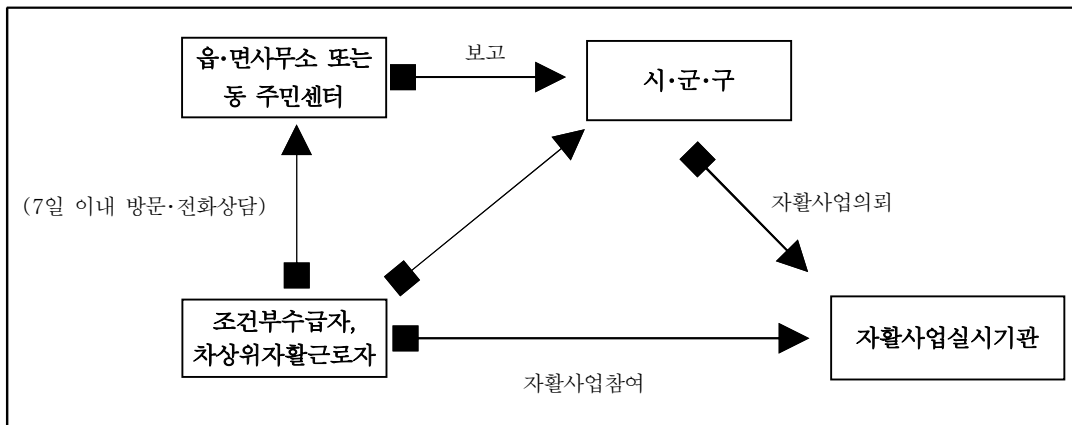 읍·면사무소 또는
동 주민센터
보고
시·군·구
(7일 이내 방문·전화상담)
자활사업의뢰
조건부수급자,
차상위자활근로자
자활사업실시기관
자활사업참여